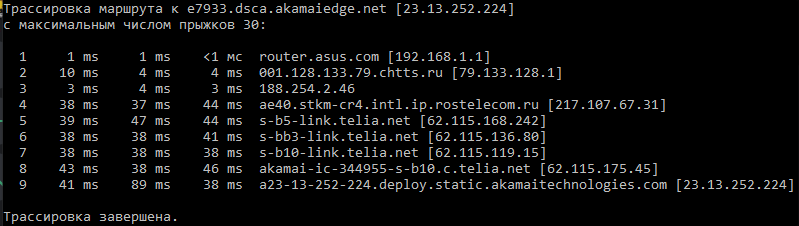 Трассировка маршрута к e7933.dsca.akamaiedge.net [23.13.252.224]
с максимальным числом прыжков 30:
1 1 ms 1 ms <1 мс router.asus.com [192.168.1.1]
2 10 ms 4 ms 4 ms 001.128.133.79.chtts.ru [79.133.128.1]
3 3 ms 4 ms 3 ms 188.254.2.46
4 38 ms 37 ms 44 ms ae40.stkm-cr4.intl.ip.rostelecom.ru [217.107.67.31]
5 39 ms 47 ms 44 ms s-b5-link.telia.net [62.115.168.242]
6 38 ms 38 ms 41 ms s-bb3-link.telia.net [62.115.136.80]
7 38 ms 38 ms 38 ms s-b10-link.telia.net [62.115.119.15]
8 43 ms 38 ms 46 ms akamai-ic-344955-s-b10.c.telia.net [62.115.175.45]
9 41 ms 89 ms 38 ms a23-13-252-224.deploy.static.akamaitechnologies.com [23.13.252.224]
Трассировка завершена.